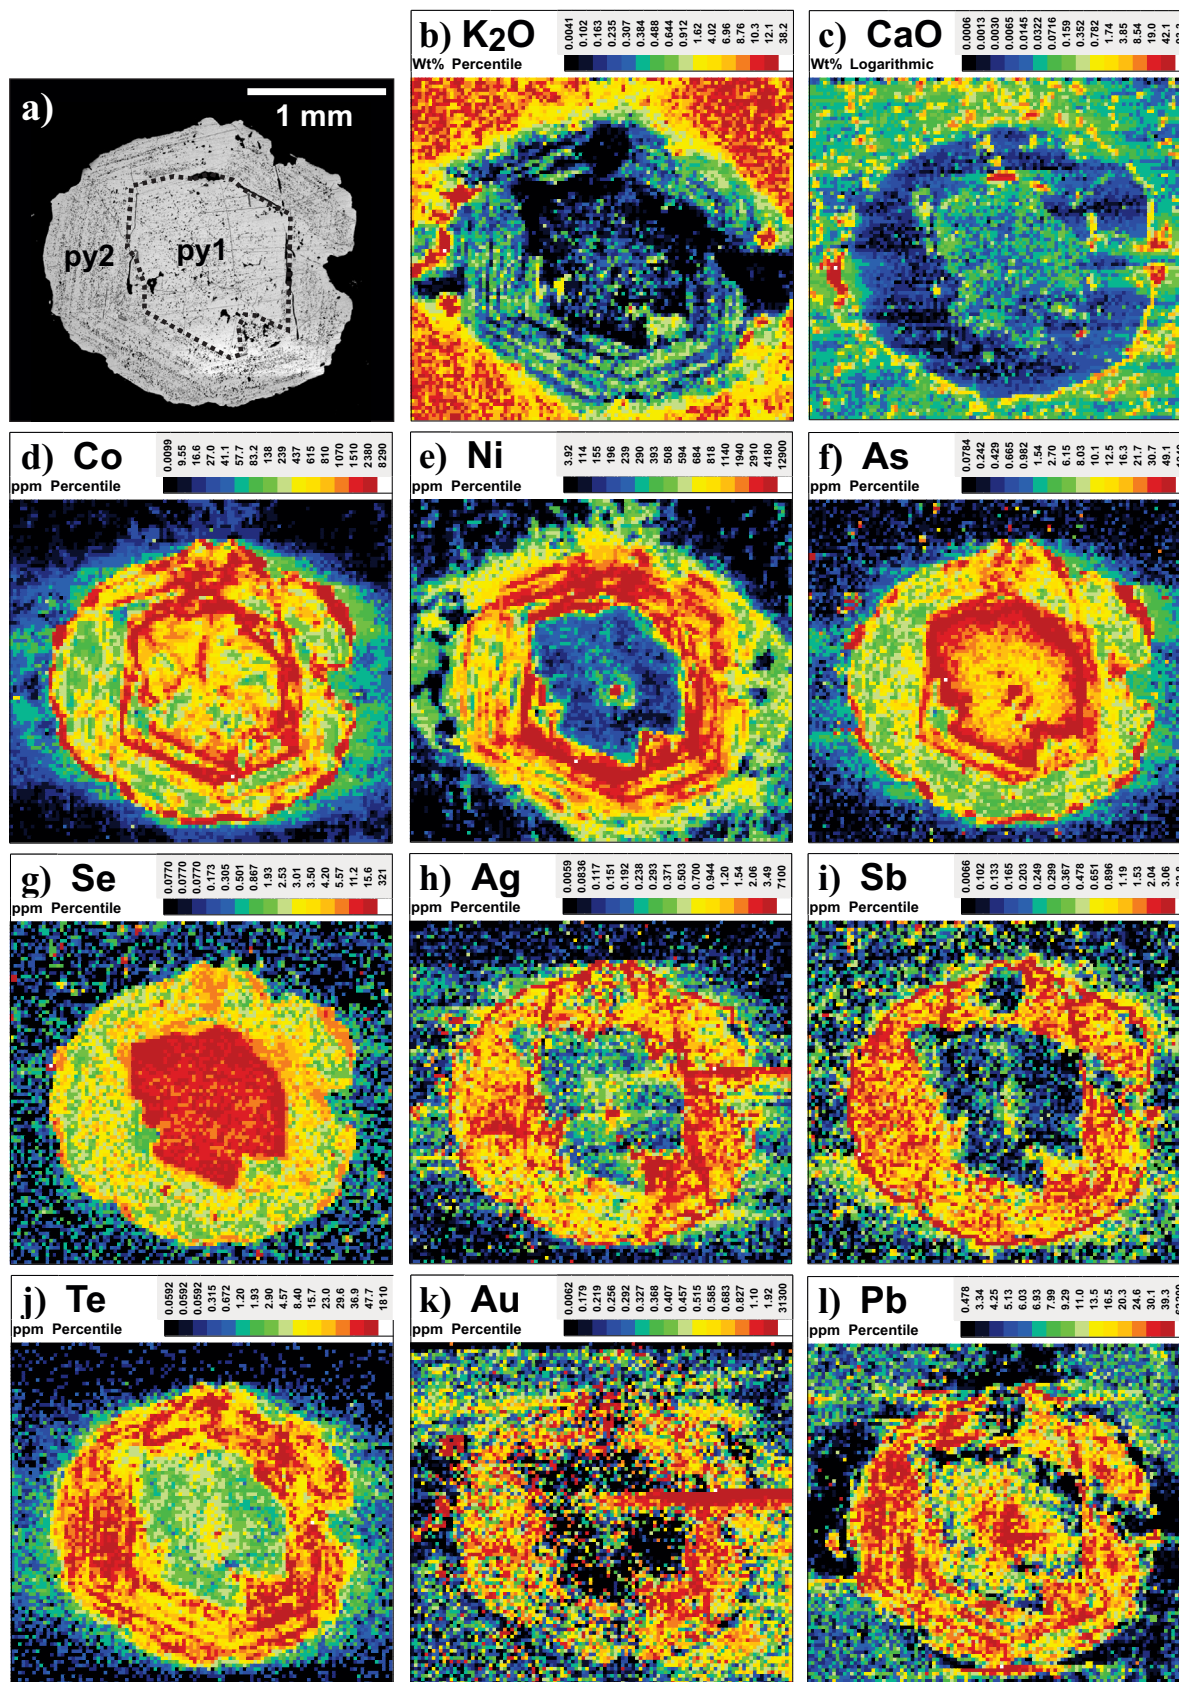 a)
1 mm
py2
py1
b) K2O
0.0041 0.102 0.163 0.235 0.307 0.384 0.488 0.644 0.912 1.62 4.02 6.96 8.76 10.3 12.1 38.2
Wt% Percentile
c) CaO
0.0006 0.0013 0.0030 0.0065 0.0145 0.0322 0.0716 0.159 0.352 0.782 1.74 3.85 8.54 19.0 42.1
Wt% Logarithmic
d) Co
0.0099 9.55 16.6 27.0 41.1 57.7 83.2 138 239 437 615 810 1070 1510 2380 8290
ppm Percentile
e) Ni
3.92 114 155 196 239 290 393 508 594 684 818 1140 1940 2910 4180 12900
ppm Percentile
f) As
0.0784 0.242 0.429 0.665 0.982 1.54 2.70 6.15 8.03 10.1 12.5 16.3 21.7 30.7 49.1
ppm Percentile
g) Se
0.0770 0.0770 0.0770 0.173 0.305 0.501 0.867 1.93 2.53 3.01 3.50 4.20 5.57 11.2 15.6 321
ppm Percentile
h) Ag
0.0059 0.0836 0.117 0.151 0.192 0.238 0.293 0.371 0.503 0.700 0.944 1.20 1.54 2.06 3.49 7100
ppm Percentile
i) Sb
0.0066 0.102 0.133 0.165 0.203 0.249 0.299 0.367 0.478 0.651 0.896 1.19 1.53 2.04 3.06
ppm Percentile
j) Te
0.0592 0.0592 0.0592 0.315 0.672 1.20 1.93 2.90 4.57 8.40 15.7 23.0 29.6 36.9 47.7 1810
ppm Percentile
k) Au
0.0062 0.179 0.219 0.256 0.292 0.327 0.368 0.407 0.457 0.515 0.585 0.683 0.827 1.10 1.92 31300
ppm Percentile
l) Pb
0.478 3.34 4.25 5.13 6.03 6.93 7.99 9.29 11.0 13.5 16.5 20.3 24.6 30.1 39.3
ppm Percentile